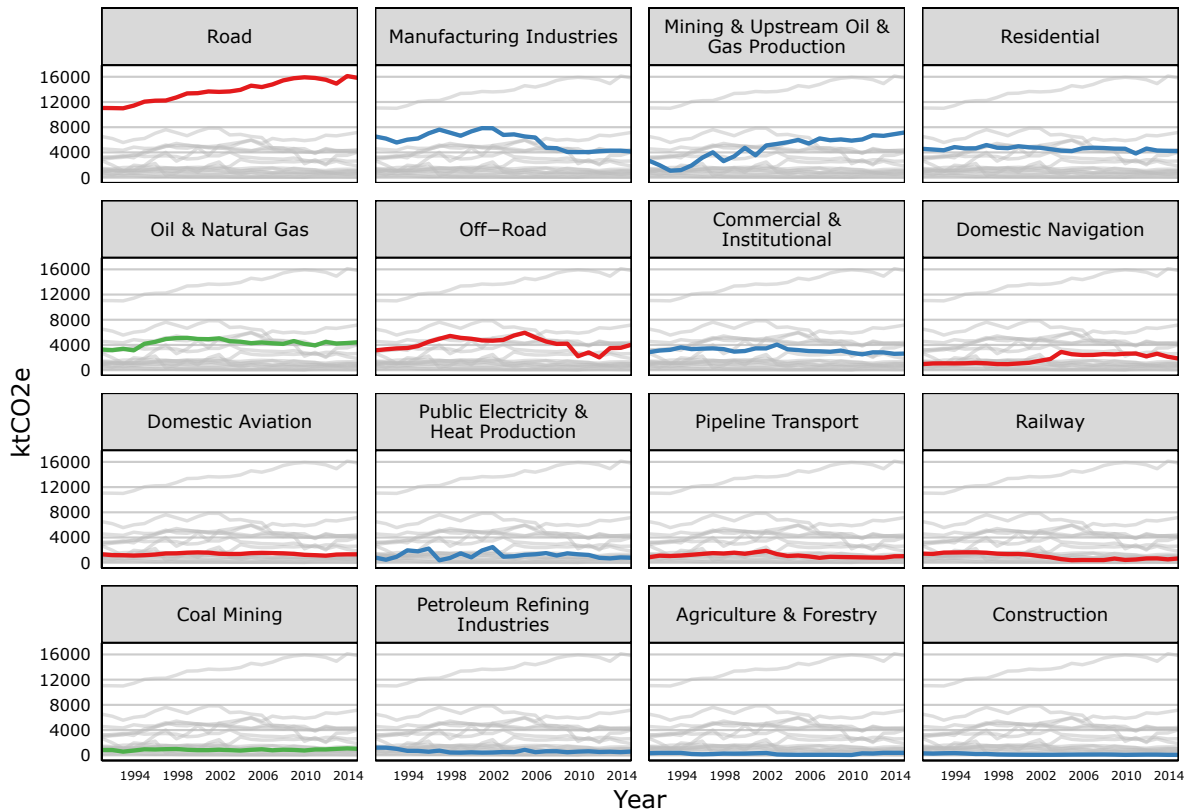 Road
Manufacturing Industries
Mining & Upstream Oil &
Gas Production
Residential
16000
12000
8000
4000
0
Oil & Natural Gas
Off−Road
Commercial &
Institutional
Domestic Navigation
16000
12000
8000
4000
0
ktCO2e
Domestic Aviation
Public Electricity &
Heat Production
Pipeline Transport
Railway
16000
12000
8000
4000
0
Coal Mining
Petroleum Refining
Industries
Agriculture & Forestry
Construction
16000
12000
8000
4000
0
1994 1998 2002 2006 2010 2014
1994 1998 2002 2006 2010 2014
1994 1998 2002 2006 2010 2014
1994 1998 2002 2006 2010 2014
Year